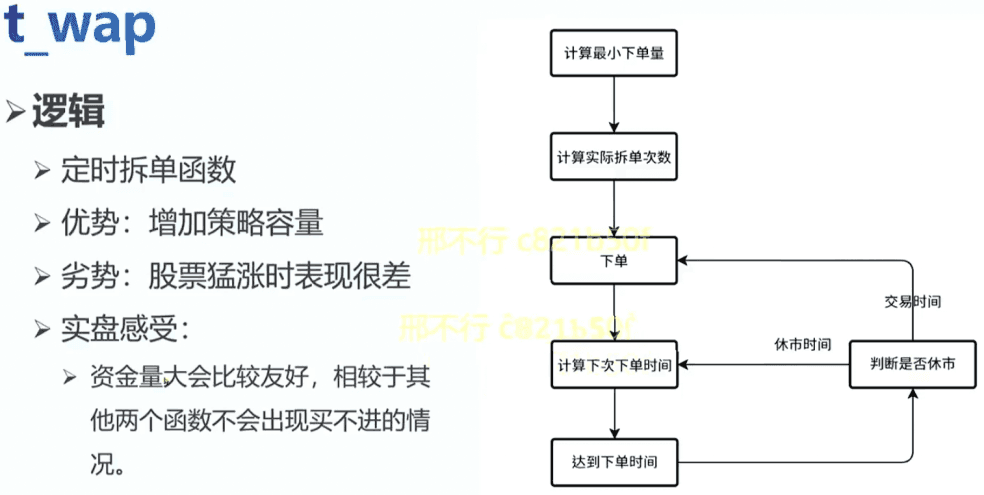 t_wap
逻辑
定时拆单函数
优势：增加策略容量
劣势：股票猛涨时表现很差
实盘感受：
资金量大会比较友好，相较于其
他两个函数不会出现买不进的情
况。
计算最小下单量
计算实际拆单次数
下单
交易时间
休市时间
计算下次下单时间
判断是否休市
达到下单时间
邢不行 c821b50f
邢不行 c821b50f